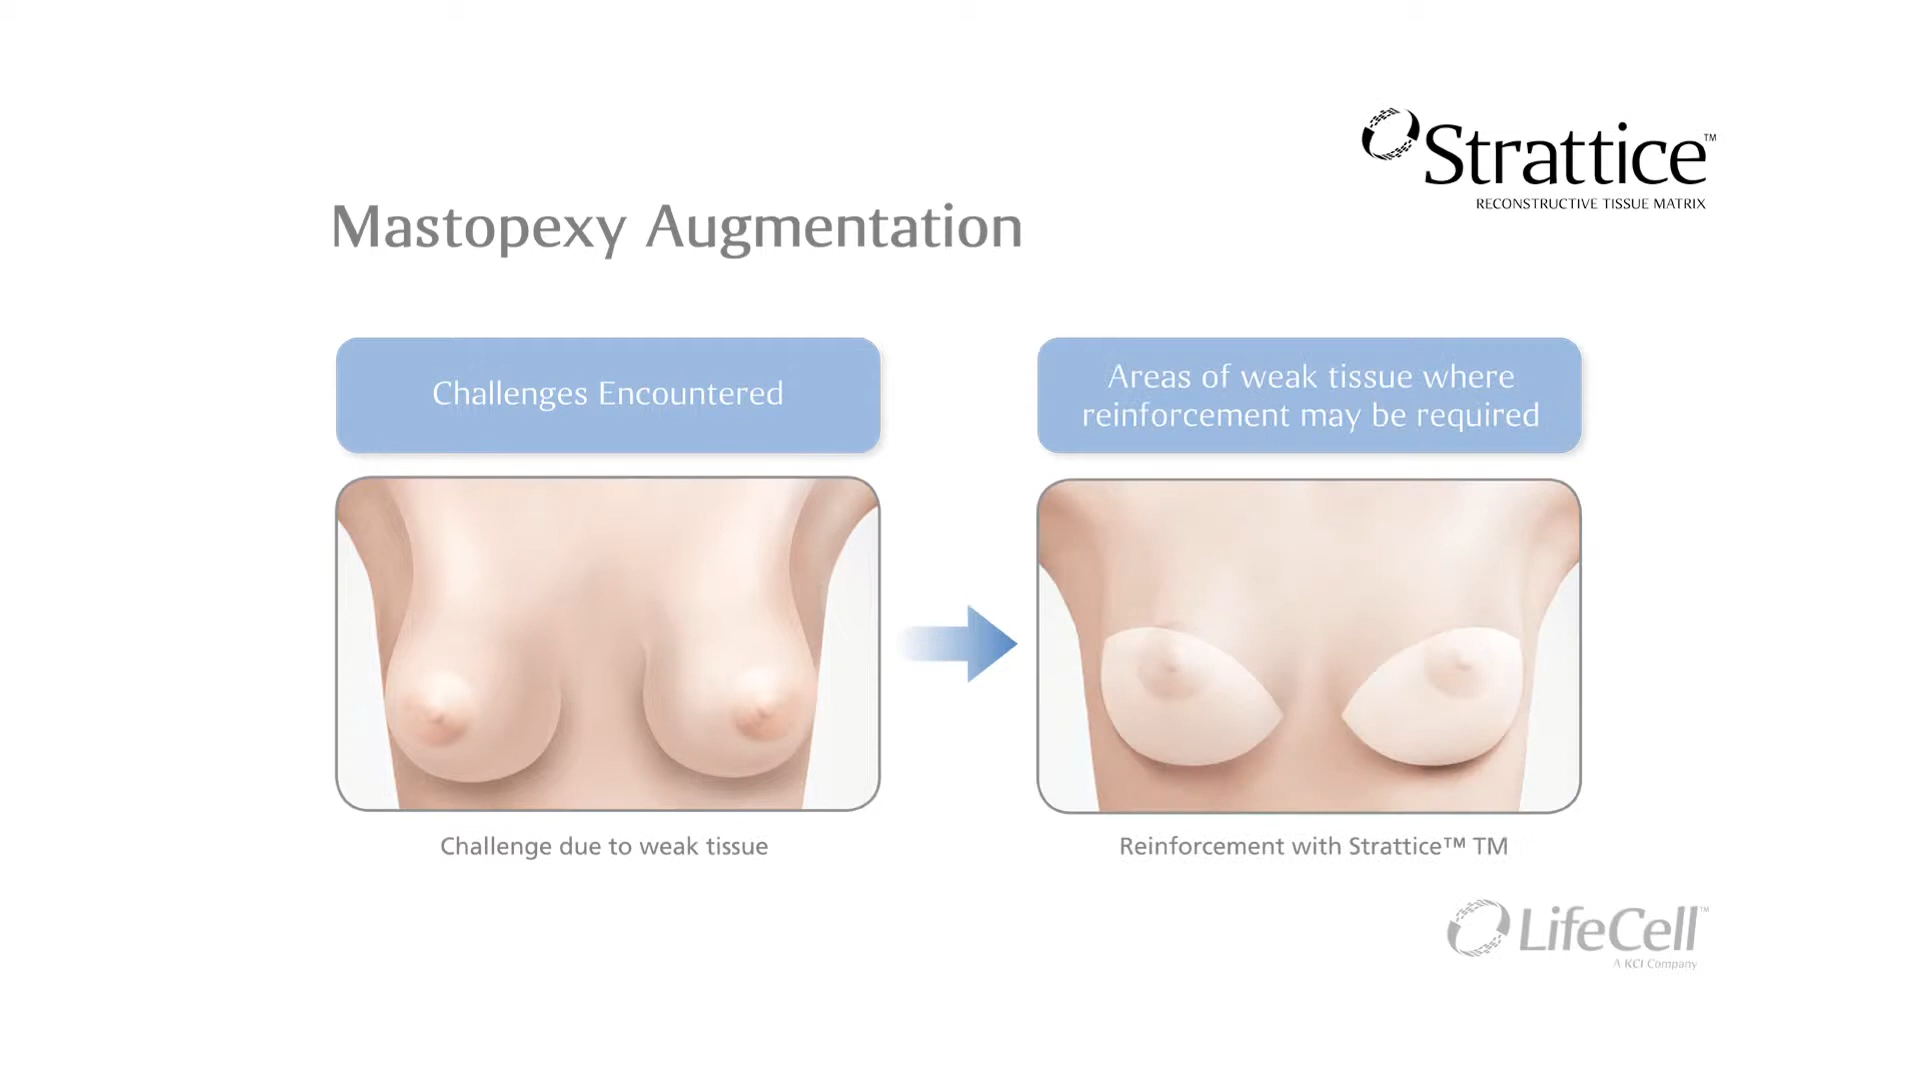 Strattice™
RECONSTRUCTIVE TISSUE MATRIX
Mastopexy Augmentation
Challenges Encountered
Areas of weak tissue where
reinforcement may be required
Challenge due to weak tissue
Reinforcement with Strattice™ TM
LifeCell™
A KCI Company